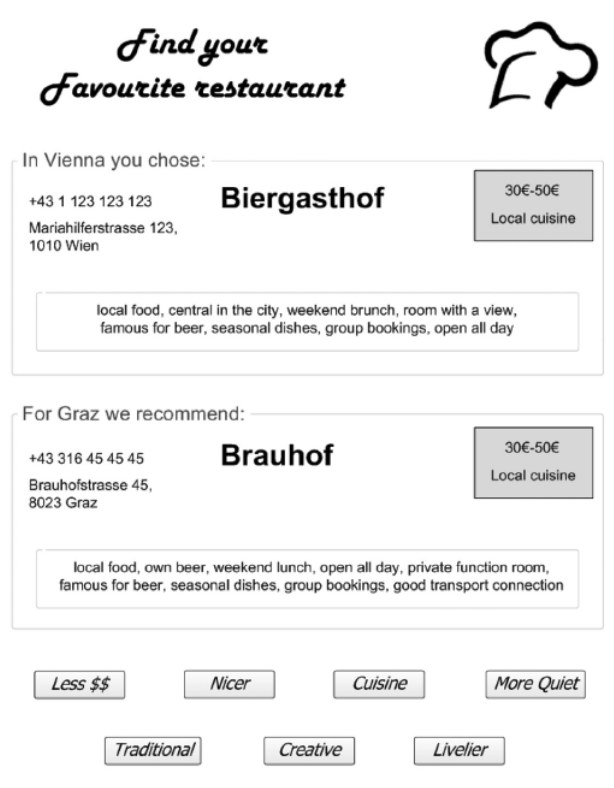 Find your
Favourite restaurant
In Vienna you chose:
+43 1 123 123 123
Biergasthof
30€-50€
Local cuisine
Mariahilferstrasse 123,
1010 Wien
local food, central in the city, weekend brunch, room with a view,
famous for beer, seasonal dishes, group bookings, open all day
For Graz we recommend:
+43 316 45 45 45
Brauhof
30€-50€
Local cuisine
Brauhofstrasse 45,
8023 Graz
local food, own beer, weekend lunch, open all day, private function room,
famous for beer, seasonal dishes, group bookings, good transport connection
Less $$
Nicer
Cuisine
More Quiet
Traditional
Creative
Livelier